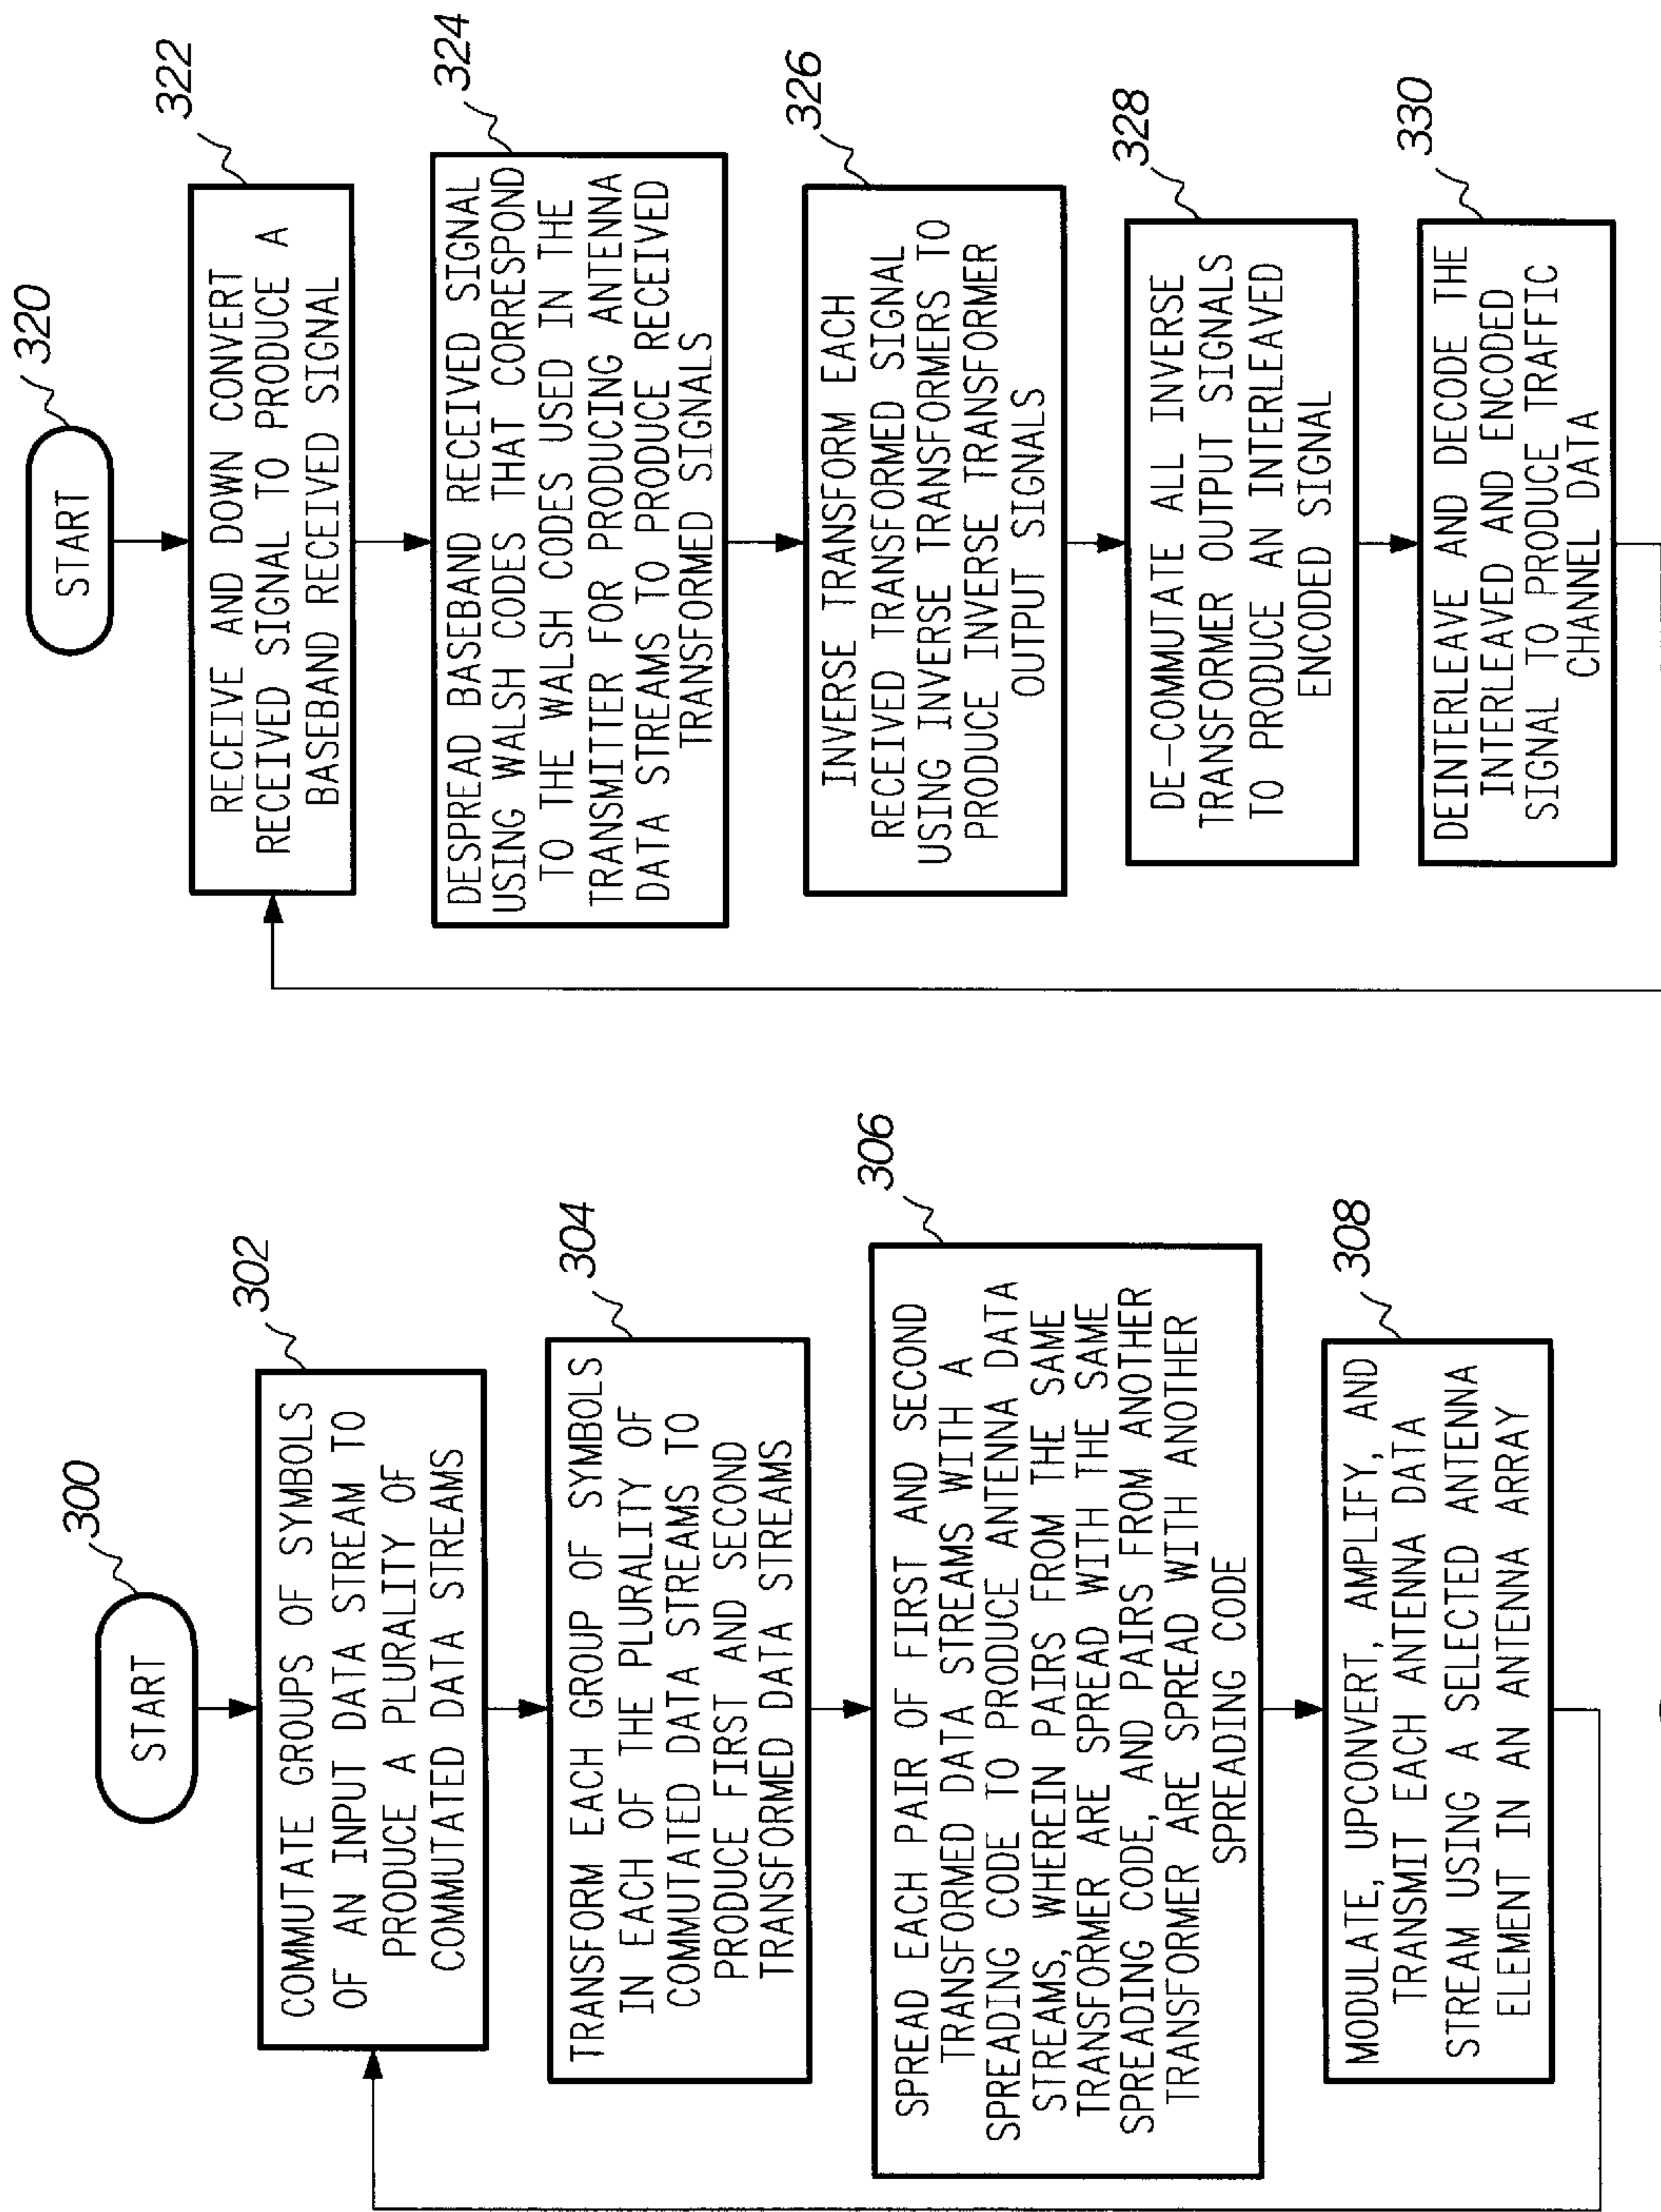 300
START
302
COMMUTATE GROUPS OF SYMBOLS
OF AN INPUT DATA STREAM TO
PRODUCE A PLURALITY OF
COMMUTATED DATA STREAMS
304
TRANSFORM EACH GROUP OF SYMBOLS
IN EACH OF THE PLURALITY OF
COMMUTATED DATA STREAMS TO
PRODUCE FIRST AND SECOND
TRANSFORMED DATA STREAMS
306
SPREAD EACH PAIR OF FIRST AND SECOND
TRANSFORMED DATA STREAMS WITH A
SPREADING CODE TO PRODUCE ANTENNA DATA
STREAMS, WHEREIN PAIRS FROM THE SAME
TRANSFORMER ARE SPREAD WITH THE SAME
SPREADING CODE, AND PAIRS FROM ANOTHER
TRANSFORMER ARE SPREAD WITH ANOTHER
SPREADING CODE
308
MODULATE, UPCONVERT, AMPLIFY, AND
TRANSMIT EACH ANTENNA DATA
STREAM USING A SELECTED ANTENNA
ELEMENT IN AN ANTENNA ARRAY
320
START
322
RECEIVE AND DOWN CONVERT
RECEIVED SIGNAL TO PRODUCE A
BASEBAND RECEIVED SIGNAL
324
DESPREAD BASEBAND RECEIVED SIGNAL
USING WALSH CODES THAT CORRESPOND
TO THE WALSH CODES USED IN THE
TRANSMITTER FOR PRODUCING ANTENNA
DATA STREAMS TO PRODUCE RECEIVED
TRANSFORMED SIGNALS
326
INVERSE TRANSFORM EACH
RECEIVED TRANSFORMED SIGNAL
USING INVERSE TRANSFORMERS TO
PRODUCE INVERSE TRANSFORMER
OUTPUT SIGNALS
328
DE-COMMUTATE ALL INVERSE
TRANSFORMER OUTPUT SIGNALS
TO PRODUCE AN INTERLEAVED
ENCODED SIGNAL
330
DEINTERLEAVE AND DECODE THE
INTERLEAVED AND ENCODED
SIGNAL TO PRODUCE TRAFFIC
CHANNEL DATA